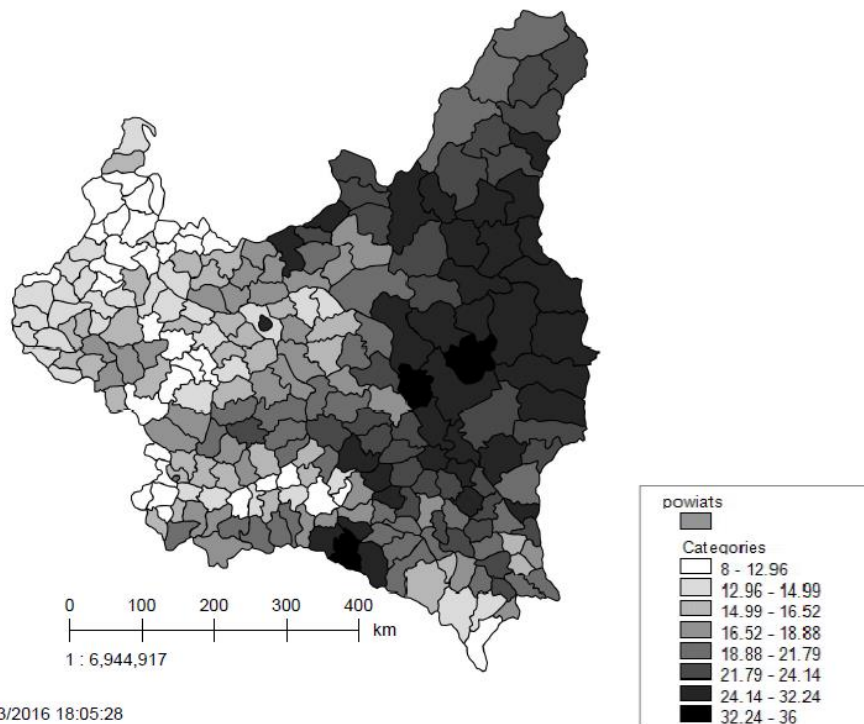 0 100 200 300 400
km
1 : 6,944,917
3/2016 18:05:28
powiats
Categories
8 - 12.96
12.96 - 14.99
14.99 - 16.52
16.52 - 18.88
18.88 - 21.79
21.79 - 24.14
24.14 - 32.24
32.24 - 36